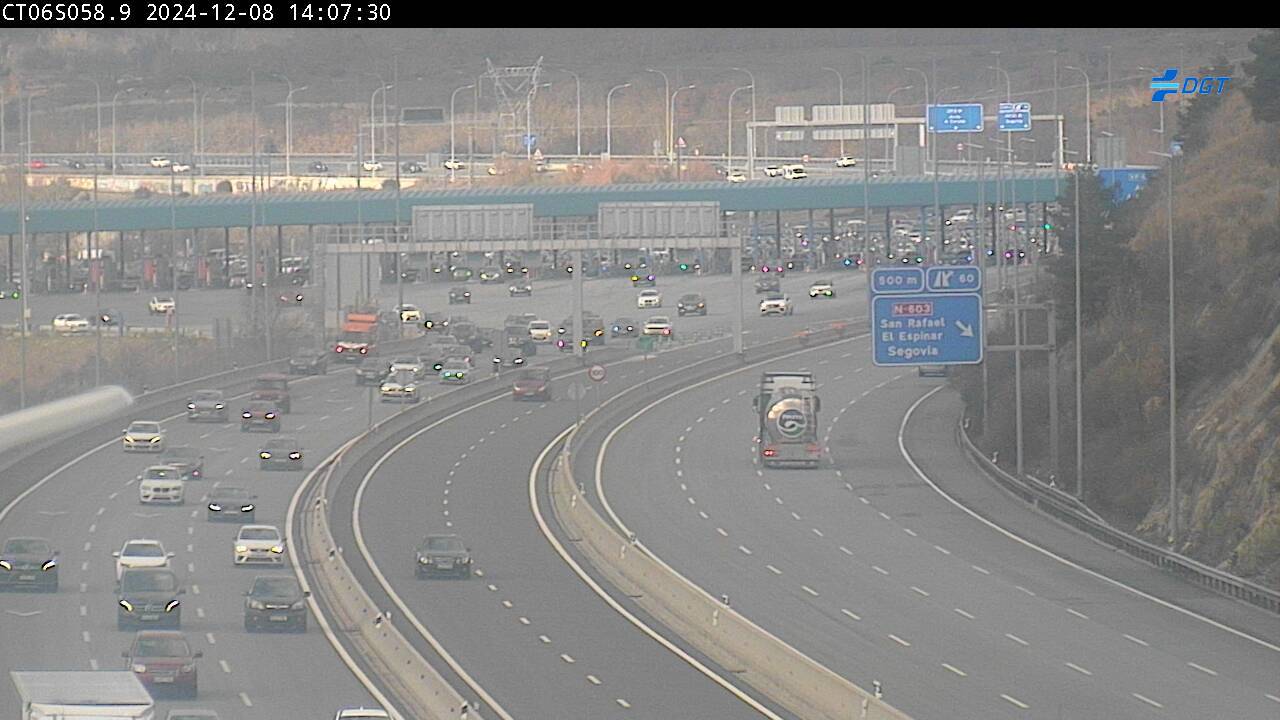 CT06S058.9 2024-12-08 14:07:30
DGT
500 m 60
N-603
San Rafael
El Espinar
Segovia